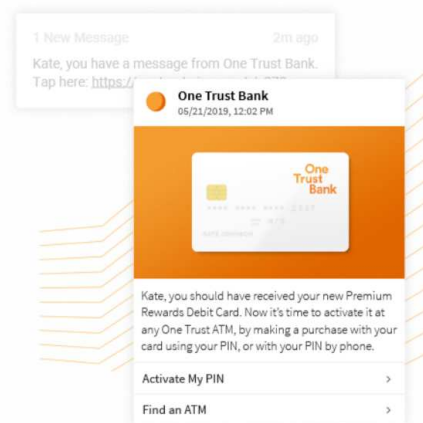 1 New Message 2m ago
Kate, you have a message from One Trust Bank.
Tap here: https://
One Trust Bank
05/21/2019, 12:02 PM
One
Trust
Bank
Kate, you should have received your new Premium
Rewards Debit Card. Now it's time to activate it at
any One Trust ATM, by making a purchase with your
card using your PIN, or with your PIN by phone.
Activate My PIN
Find an ATM